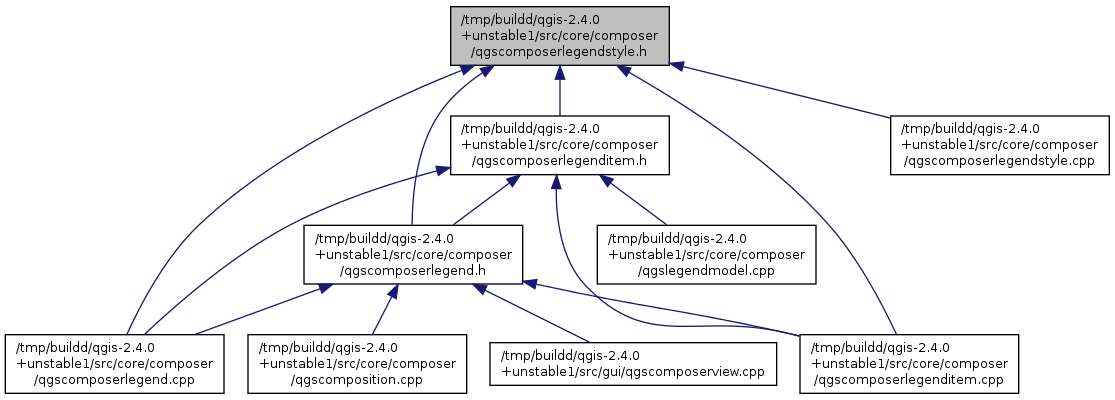 /tmp/buildd/qgis-2.4.0
+unstable1/src/core/composer
/qgscomposerlegendstyle.h
/tmp/buildd/qgis-2.4.0
+unstable1/src/core/composer
/qgscomposerlegenditem.h
/tmp/buildd/qgis-2.4.0
+unstable1/src/core/composer
/qgscomposerlegendstyle.cpp
/tmp/buildd/qgis-2.4.0
+unstable1/src/core/composer
/qgscomposerlegend.h
/tmp/buildd/qgis-2.4.0
+unstable1/src/core/composer
/qgslegendmodel.cpp
/tmp/buildd/qgis-2.4.0
+unstable1/src/core/composer
/qgscomposerlegend.cpp
/tmp/buildd/qgis-2.4.0
+unstable1/src/core/composer
/qgscomposition.cpp
/tmp/buildd/qgis-2.4.0
+unstable1/src/gui/qgscomposerview.cpp
/tmp/buildd/qgis-2.4.0
+unstable1/src/core/composer
/qgscomposerlegenditem.cpp